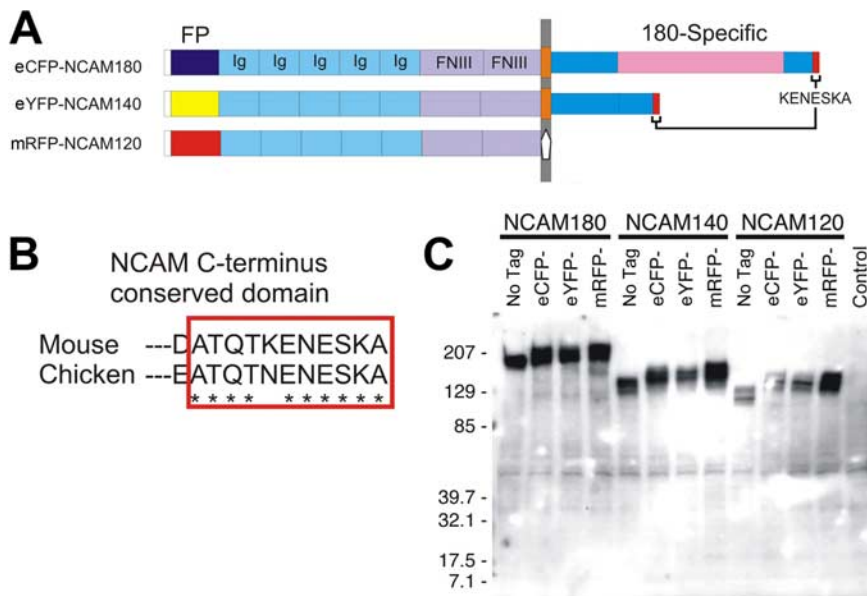 A
FP
180-Specific
eCFP-NCAM180
Ig Ig Ig Ig Ig FNIII FNIII
KENESKA
eYFP-NCAM140
mRFP-NCAM120
B
NCAM C-terminus
conserved domain
Mouse ---DATQTKENESKA
Chicken ---EATQTNENESKA
**** ******
C
NCAM180 NCAM140 NCAM120
No Tag eCFP- eYFP- mRFP- No Tag eCFP- eYFP- mRFP- No Tag eCFP- eYFP- mRFP- Control
207 -
129 -
85 -
39.7 -
32.1 -
17.5 -
7.1 -